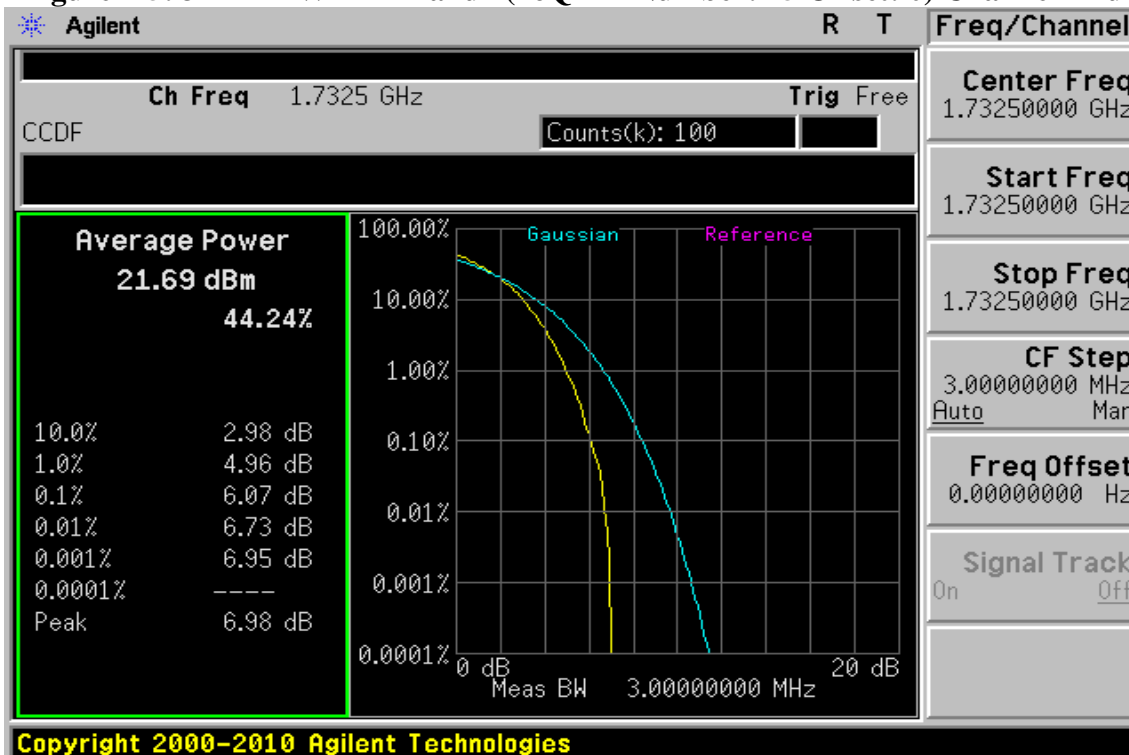 Agilent R T Freq/Channel
Ch Freq 1.7325 GHz Trig Free
CCDF Counts(k): 100
Average Power
21.69 dBm
44.24%
10.0% 2.98 dB
1.0% 4.96 dB
0.1% 6.07 dB
0.01% 6.73 dB
0.001% 6.95 dB
0.0001% ----
Peak 6.98 dB
Gaussian Reference
100.00%
10.00%
1.00%
0.10%
0.01%
0.001%
0.0001%
0 dB 20 dB
Meas BW 3.00000000 MHz
Center Freq
1.73250000 GHz
Start Freq
1.73250000 GHz
Stop Freq
1.73250000 GHz
CF Step
3.00000000 MHz
Auto Man
Freq Offset
0.00000000 Hz
Signal Track
On Off
Copyright 2000-2010 Agilent Technologies